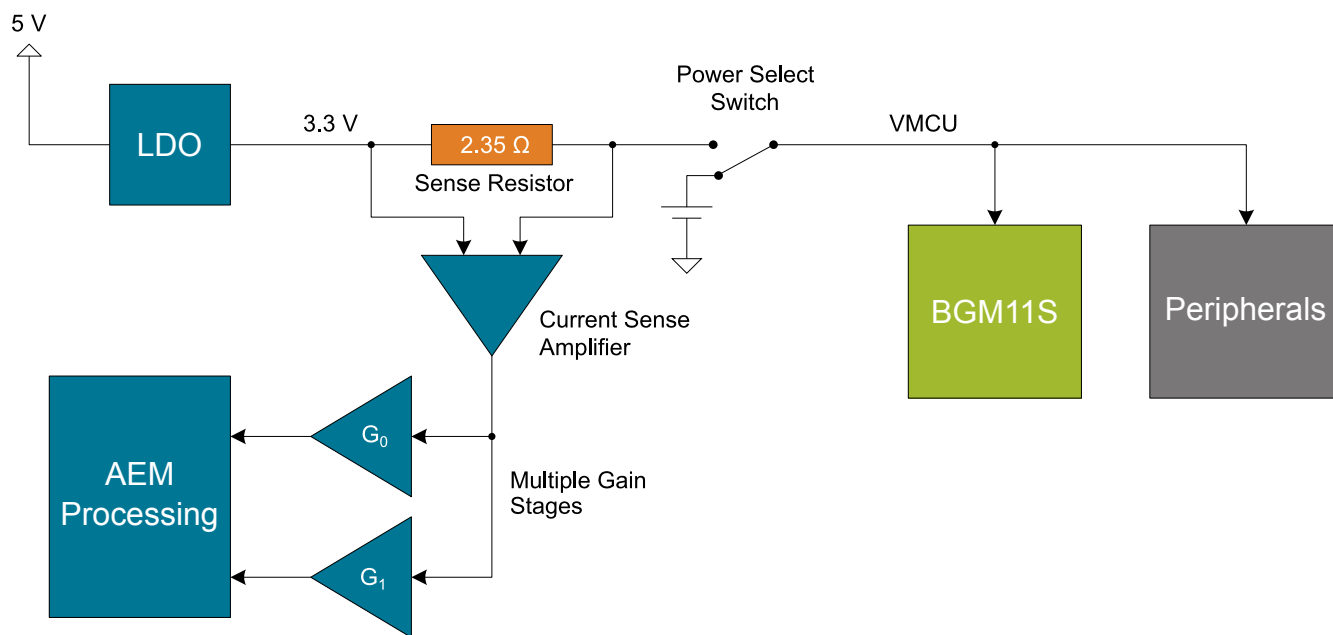 5 V
Power Select
Switch
LDO
3.3 V
2.35 Ω
VMCU
Sense Resistor
BGM11S
Peripherals
Current Sense
Amplifier
AEM
Processing
G₀
Multiple Gain
Stages
G₁